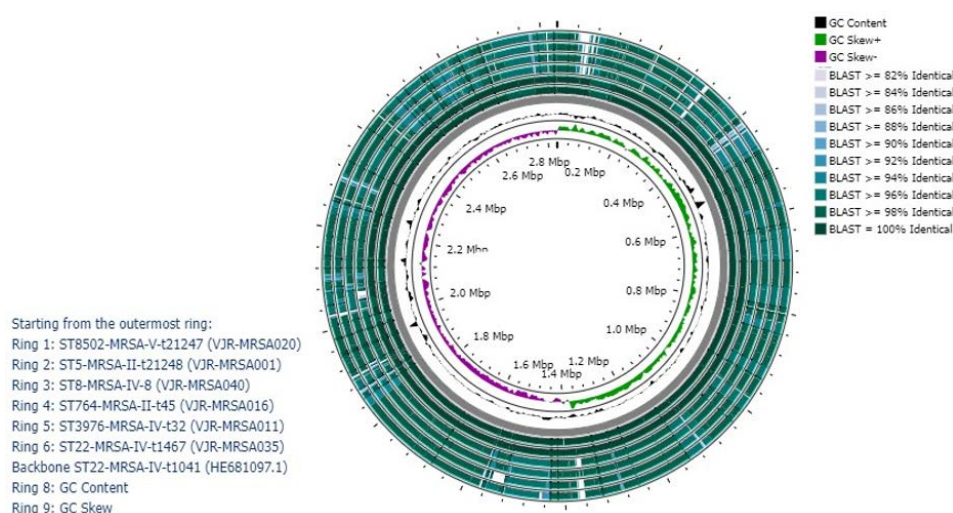 GC Content
GC Skew+
GC Skew-
BLAST >= 82% Identical
BLAST >= 84% Identical
BLAST >= 86% Identical
BLAST >= 88% Identical
BLAST >= 90% Identical
BLAST >= 92% Identical
BLAST >= 94% Identical
BLAST >= 96% Identical
BLAST >= 98% Identical
BLAST = 100% Identical
2.8 Mbp
0.2 Mbp
0.4 Mbp
0.6 Mbp
0.8 Mbp
1.0 Mbp
1.2 Mbp
1.4 Mbp
1.6 Mbp
1.8 Mbp
2.0 Mbp
2.2 Mbp
2.4 Mbp
2.6 Mbp
Starting from the outermost ring:
Ring 1: ST8502-MRSA-V-t21247 (VJR-MRSA020)
Ring 2: ST5-MRSA-II-t21248 (VJR-MRSA001)
Ring 3: ST8-MRSA-IV-8 (VJR-MRSA040)
Ring 4: ST764-MRSA-II-t45 (VJR-MRSA016)
Ring 5: ST3976-MRSA-IV-t32 (VJR-MRSA011)
Ring 6: ST22-MRSA-IV-t1467 (VJR-MRSA035)
Backbone ST22-MRSA-IV-t1041 (HE681097.1)
Ring 8: GC Content
Ring 9: GC Skew